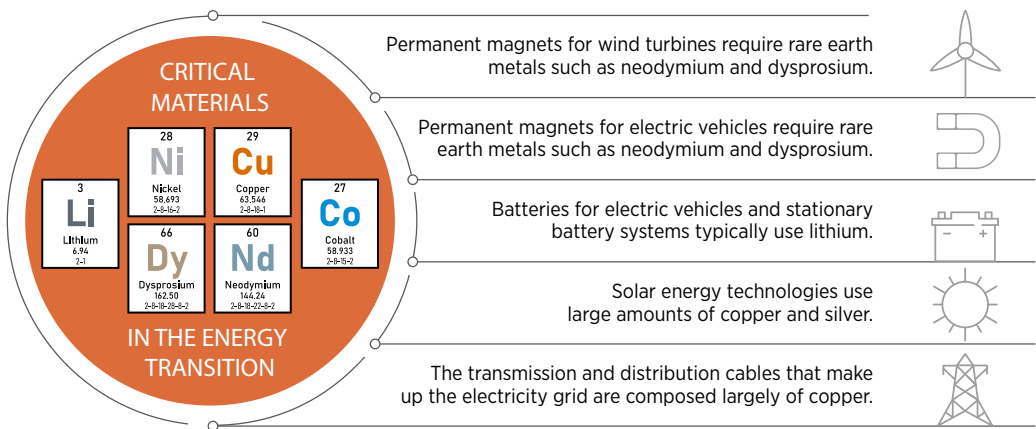 CRITICAL
MATERIALS
28
Ni
Nickel
58,693
2-8-16-2
29
Cu
Copper
63,546
2-8-18-1
3
Li
Lithium
6.94
2-1
27
Co
Cobalt
58.933
2-8-15-2
66
Dy
Dysprosium
162.50
2-8-18-28-8-2
60
Nd
Neodymium
144,24
2-8-18-22-8-2
IN THE ENERGY
TRANSITION
Permanent magnets for wind turbines require rare earth
metals such as neodymium and dysprosium.
Permanent magnets for electric vehicles require rare
earth metals such as neodymium and dysprosium.
Batteries for electric vehicles and stationary
battery systems typically use lithium.
Solar energy technologies use
large amounts of copper and silver.
The transmission and distribution cables that make
up the electricity grid are composed largely of copper.